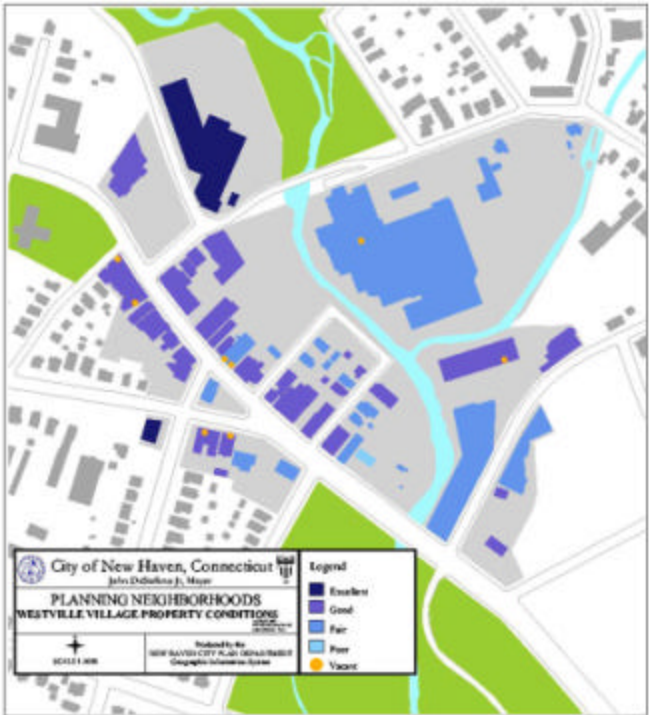 City of New Haven, Connecticut
John DeStefano Jr, Mayor
PLANNING NEIGHBORHOODS
WESTVILLE VILLAGE PROPERTY CONDITIONS
Produced by the
NEW HAVEN CITY PLAN DEPARTMENT
Geographic Information System
Legend
Excellent
Good
Fair
Poor
Vacant